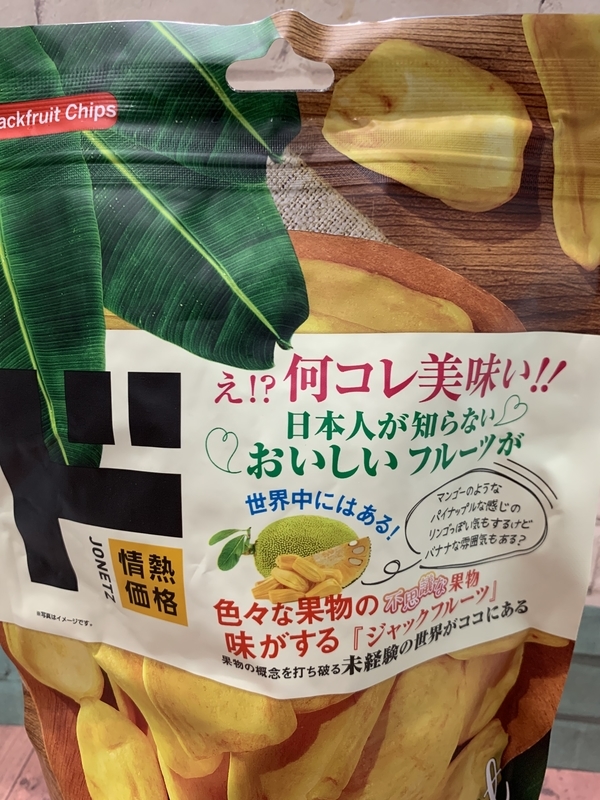 ackfruit Chips
え!?何コレ美味い!!
日本人が知らない
おいしいフルーツが
世界中にはある!
マンゴーのような
パイナップルな感じの
リンゴっぽい気もするけど
バナナな雰囲気もある?
ド
JONETZ
情熱
価格
※写真はイメージです。
色々な果物の不思議な果物
味がする『ジャックフルーツ』
果物の概念を打ち破る未経験の世界がココにある